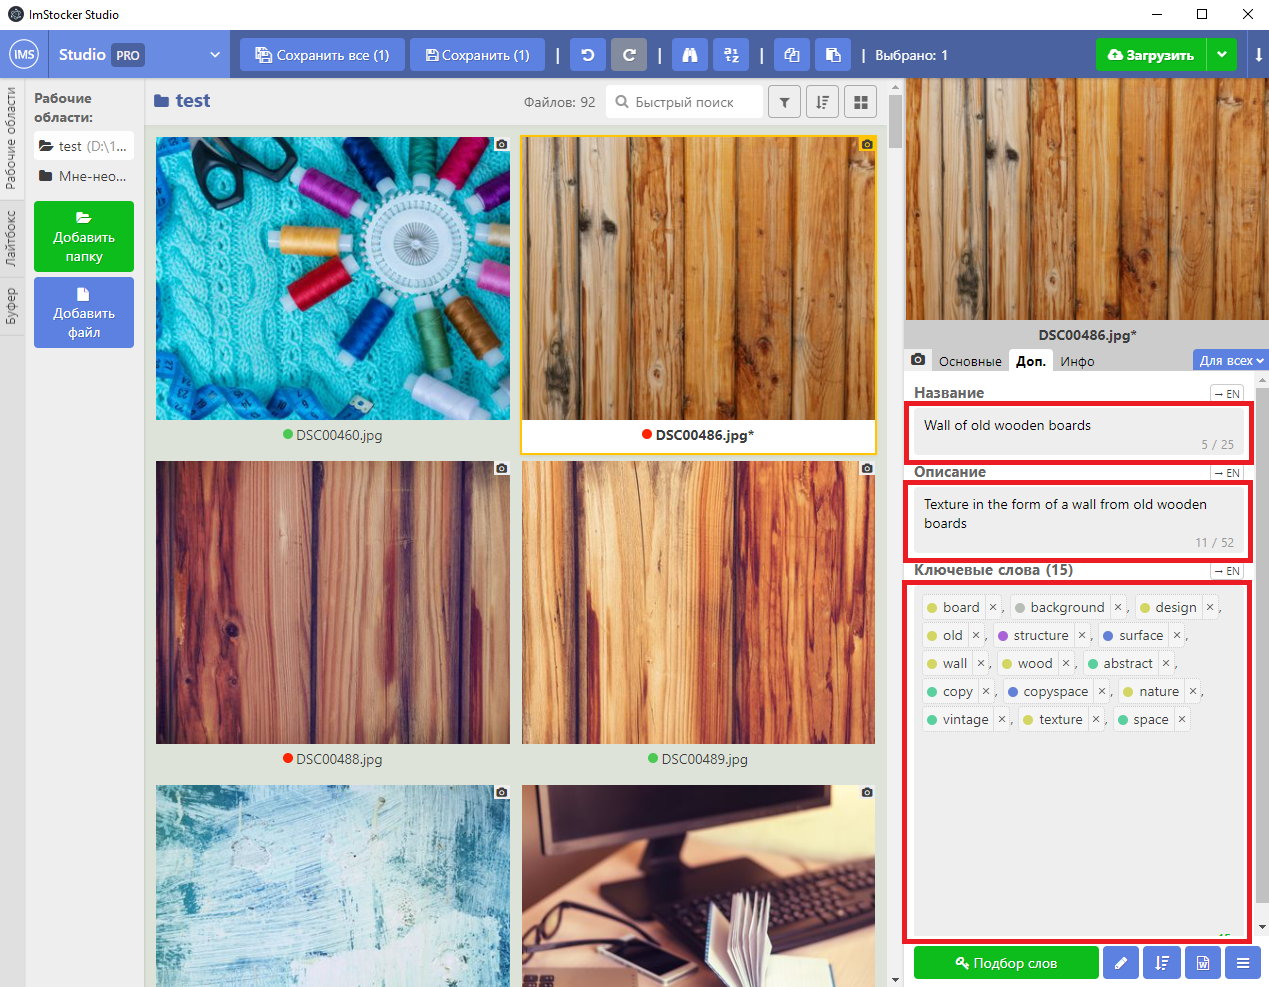 ImStocker Studio
IMS Studio PRO Сохранить все (1) Сохранить (1) Выбрано: 1 Загрузить
Рабочие области
Лайтбокс
Буфер
Рабочие
области:
test (D:\1...
Мне-нео...
Добавить
папку
Добавить
файл
test Файлов: 92 Быстрый поиск
DSC00460.jpg
DSC00486.jpg*
DSC00488.jpg
DSC00489.jpg
DSC00486.jpg*
Основные Доп. Инфо Для всех
Название → EN
Wall of old wooden boards
5 / 25
Описание → EN
Texture in the form of a wall from old wooden
boards
11 / 52
Ключевые слова (15) → EN
board ×, background ×, design ×,
old ×, structure ×, surface ×,
wall ×, wood ×, abstract ×,
copy ×, copyspace ×, nature ×,
vintage ×, texture ×, space ×
Подбор слов